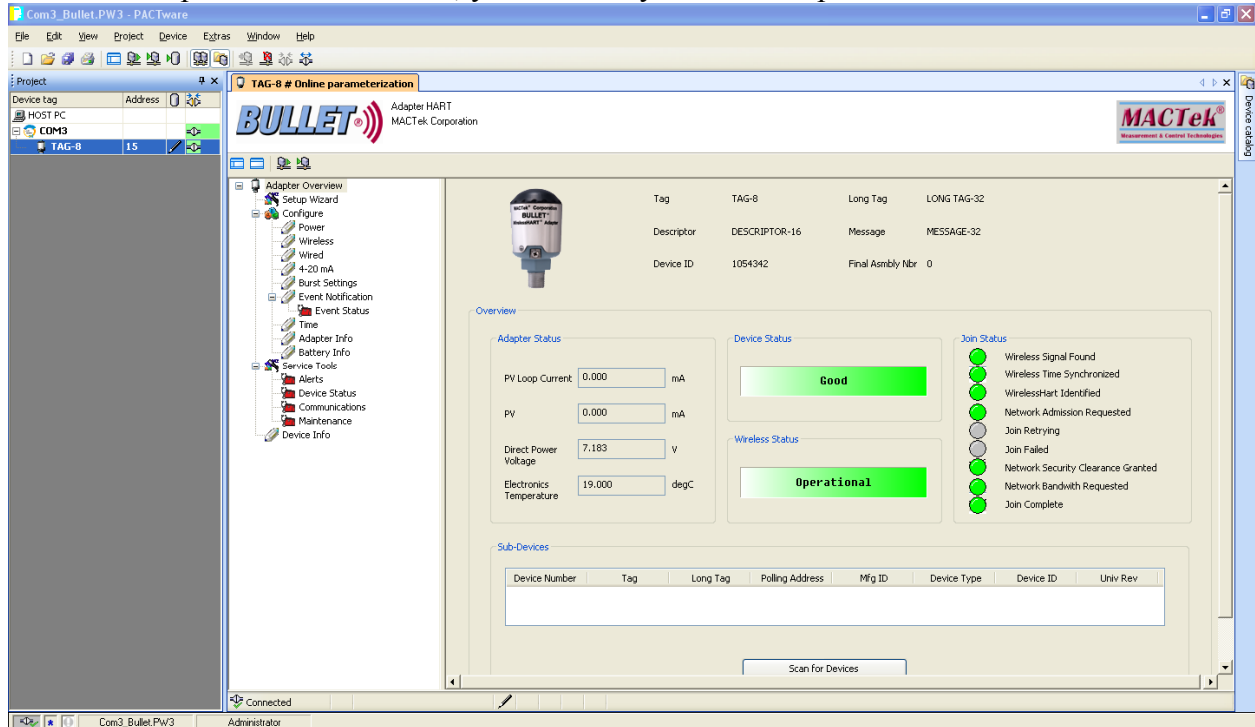 Com3_Bullet.PW3 - PACTware
File Edit View Project Device Extras Window Help
Project
Device tag Address
HOST PC
COM3
TAG-8 15
TAG-8 # Online parameterization
Device catalog
BULLET
Adapter HART
MACTek Corporation
MACTek®
Measurement & Control Technologies
Adapter Overview
Setup Wizard
Configure
Power
Wireless
Wired
4-20 mA
Burst Settings
Event Notification
Event Status
Time
Adapter Info
Battery Info
Service Tools
Alerts
Device Status
Communications
Maintenance
Device Info
MACTek® Corporation
BULLET™
WirelessHART™ Adapter
Tag TAG-8 Long Tag LONG TAG-32
Descriptor DESCRIPTOR-16 Message MESSAGE-32
Device ID 1054342 Final Asmbly Nbr 0
Overview
Adapter Status
PV Loop Current 0.000 mA
PV 0.000 mA
Direct Power Voltage 7.183 V
Electronics Temperature 19.000 degC
Device Status
Good
Wireless Status
Operational
Join Status
Wireless Signal Found
Wireless Time Synchronized
WirelessHart Identified
Network Admission Requested
Join Retrying
Join Failed
Network Security Clearance Granted
Network Bandwith Requested
Join Complete
Sub-Devices
Device Number Tag Long Tag Polling Address Mfg ID Device Type Device ID Univ Rev
Scan for Devices
Connected
Com3_Bullet.PW3 Administrator